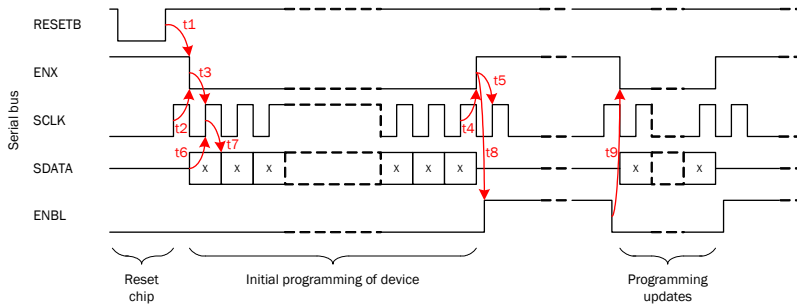 RESETB
t1
ENX
t3
t5
Serial bus
SCLK
t2
t4
t6
t7
t8
t9
SDATA
X X X X X X X X
ENBL
Reset
chip
Initial programming of device
Programming
updates